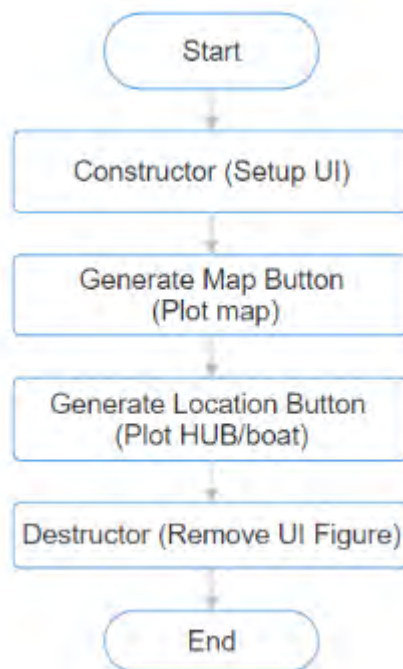 Start
Constructor (Setup UI)
Generate Map Button
(Plot map)
Generate Location Button
(Plot HUB/boat)
Destructor (Remove UI Figure)
End